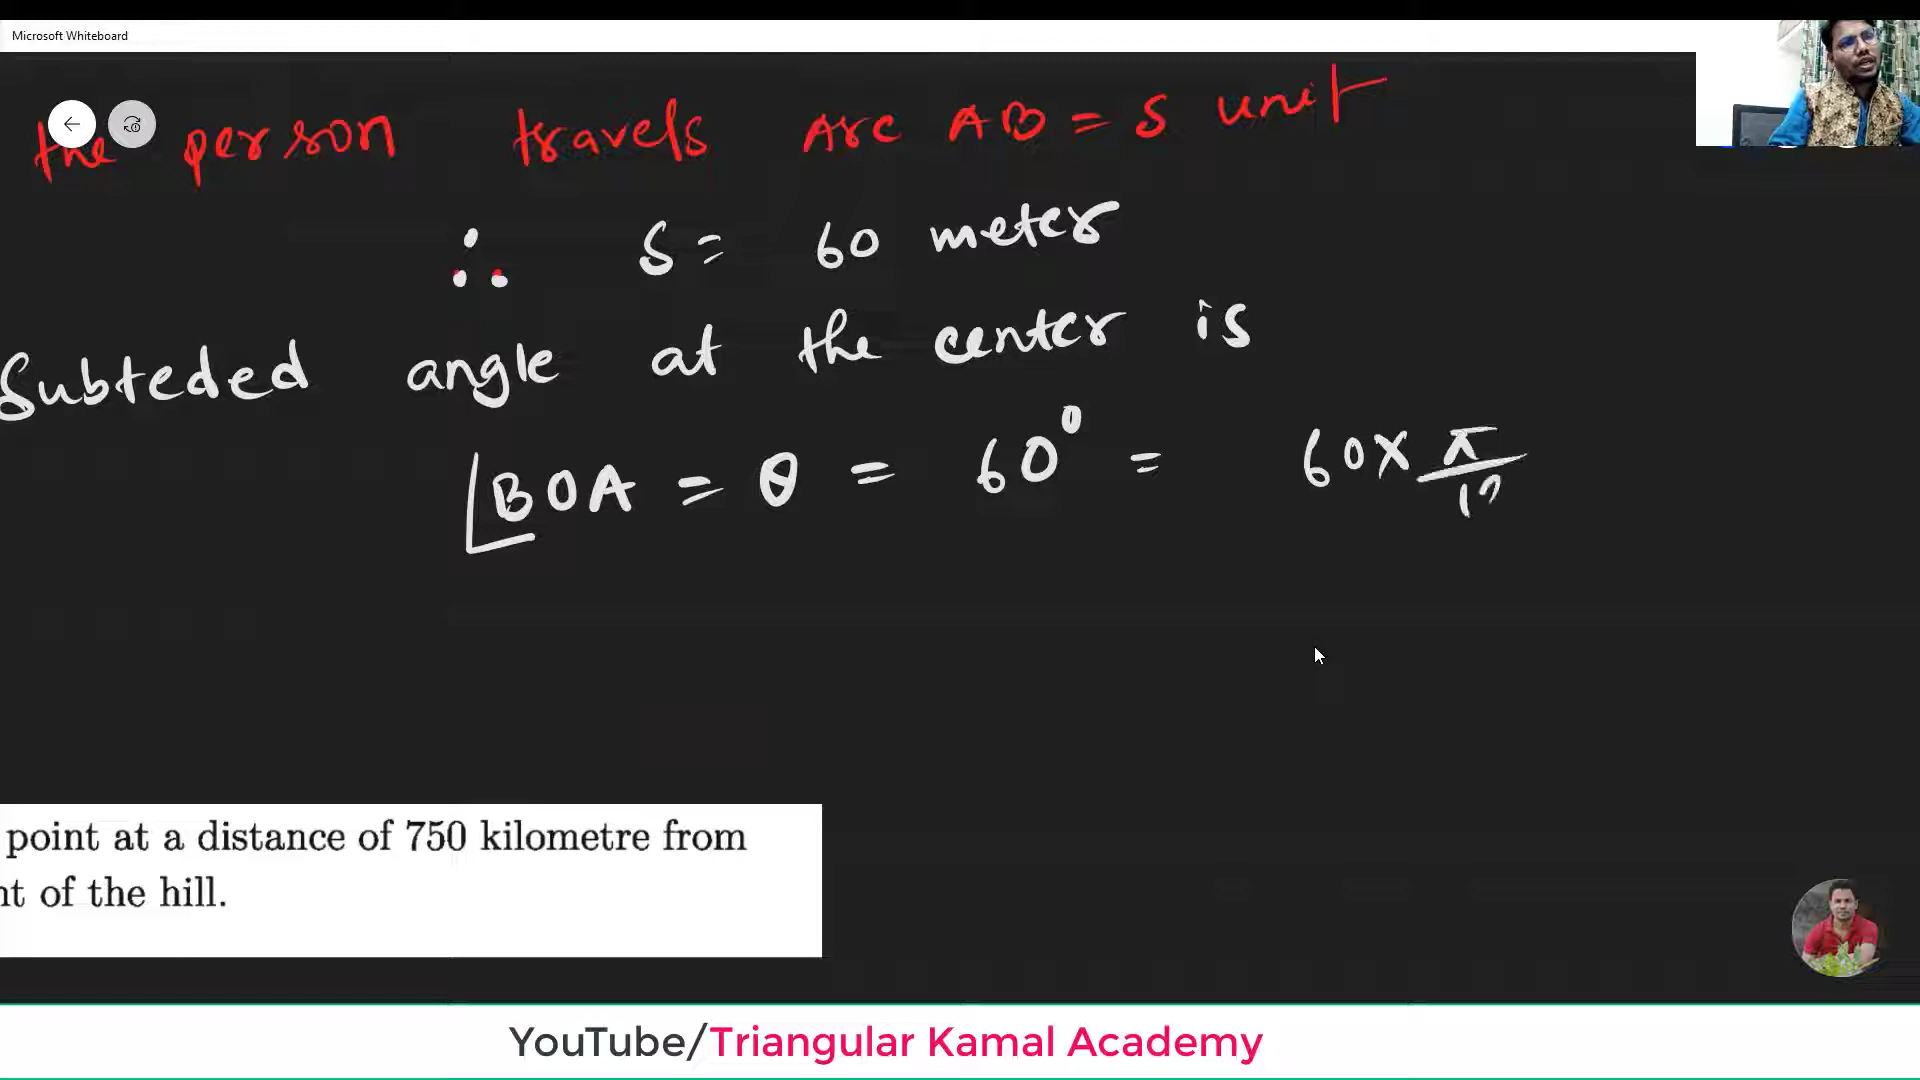 Microsoft Whiteboard
the person travels Arc AB = S unit
∴ S = 60 meter
Subteded angle at the center is
∠BOA = θ = 60° = 60 × π/
point at a distance of 750 kilometre from
nt of the hill.
YouTube/Triangular Kamal Academy